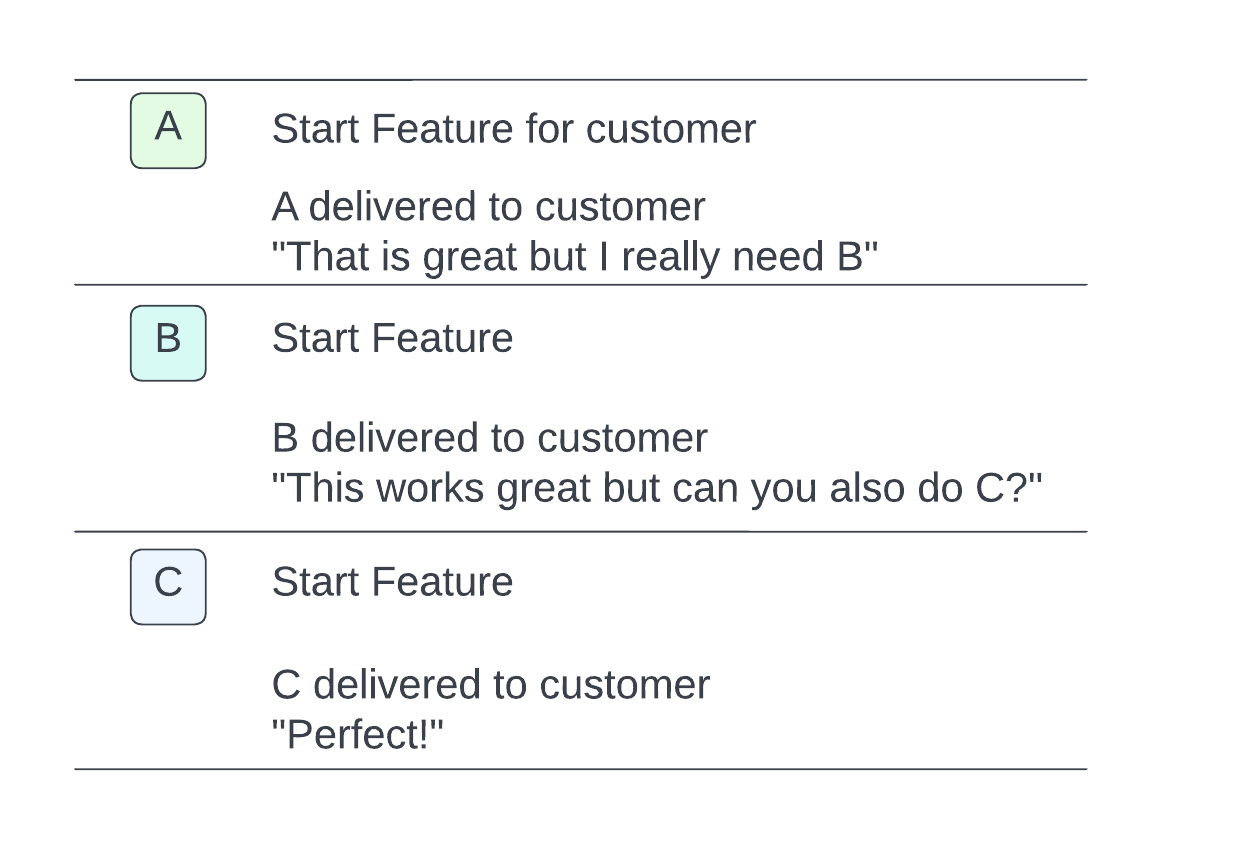 A Start Feature for customer
A delivered to customer
"That is great but I really need B"
B Start Feature
B delivered to customer
"This works great but can you also do C?"
C Start Feature
C delivered to customer
"Perfect!"